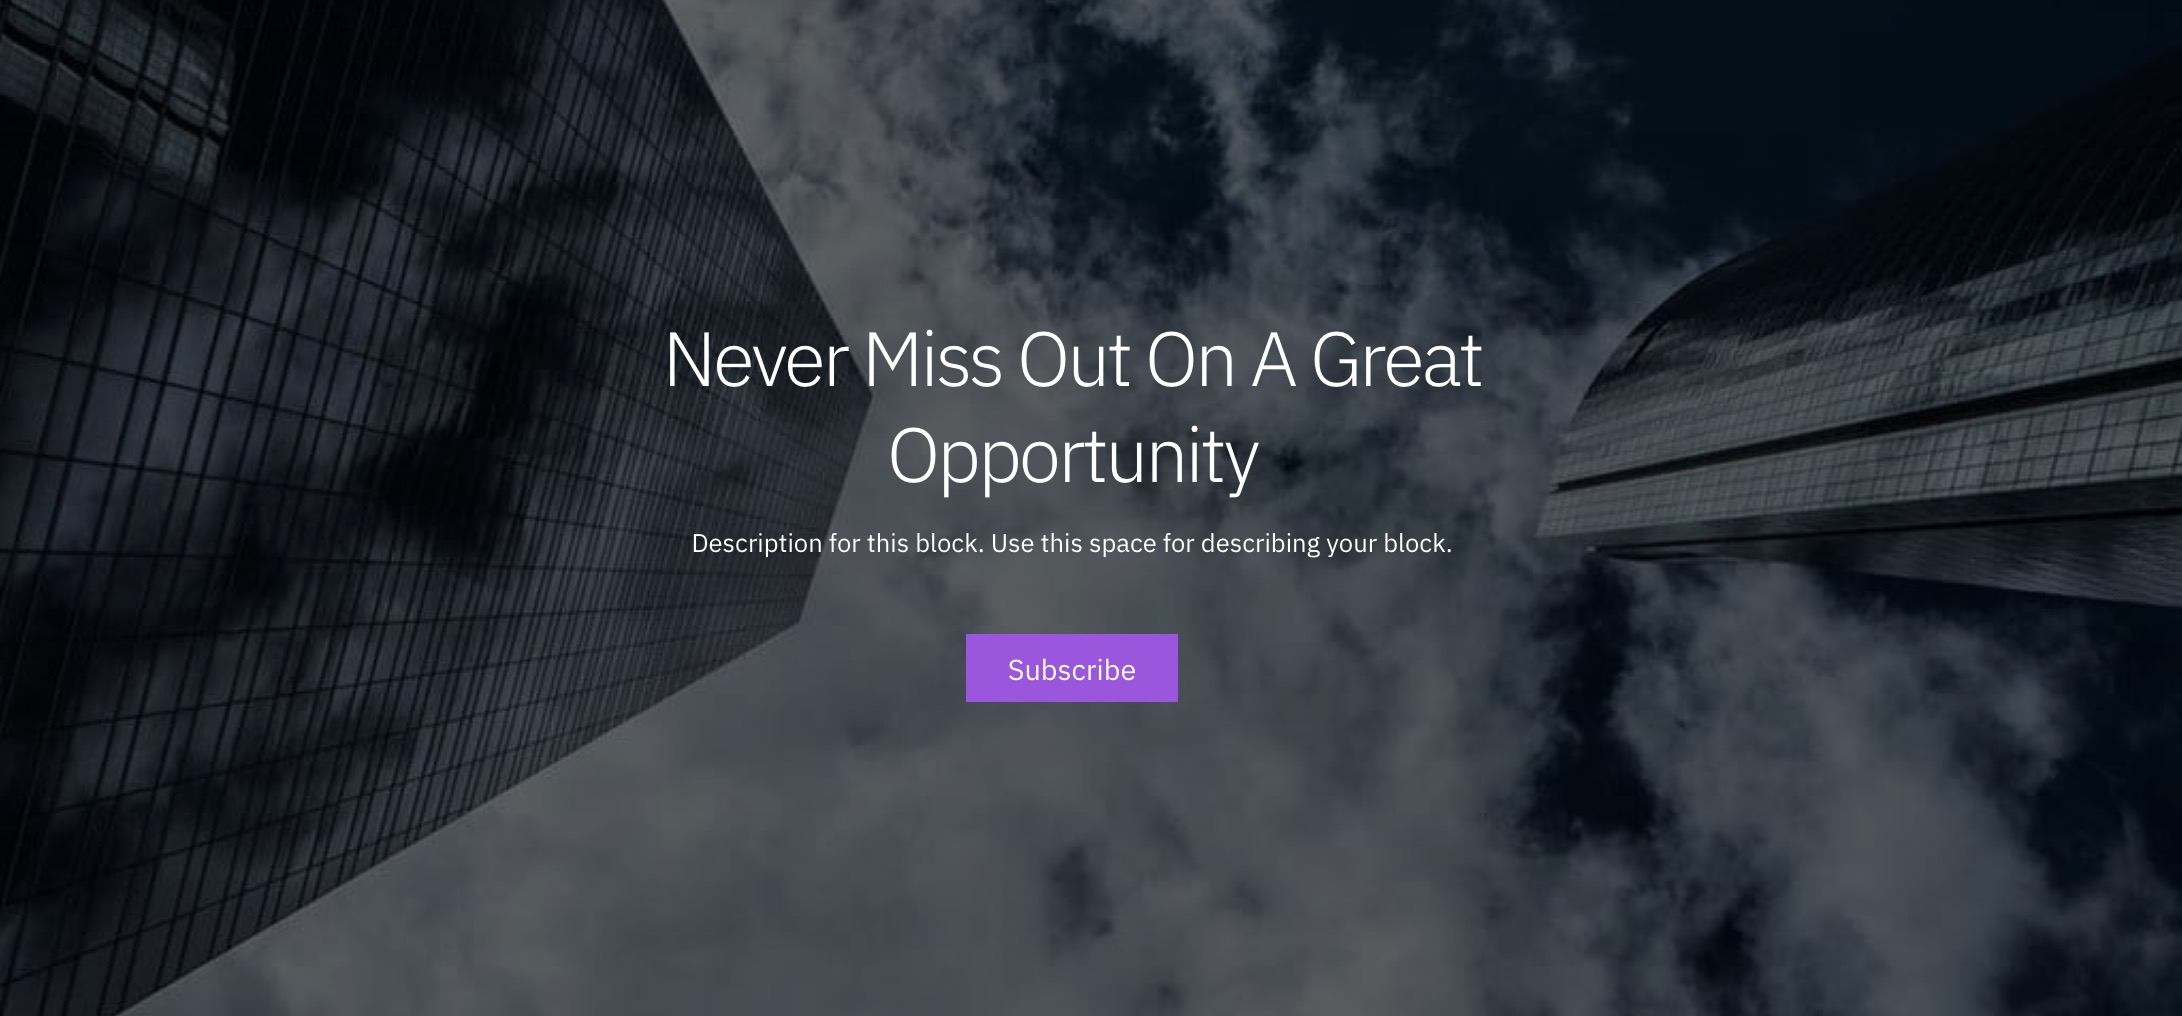 Never Miss Out On A Great
Opportunity
Description for this block. Use this space for describing your block.
Subscribe